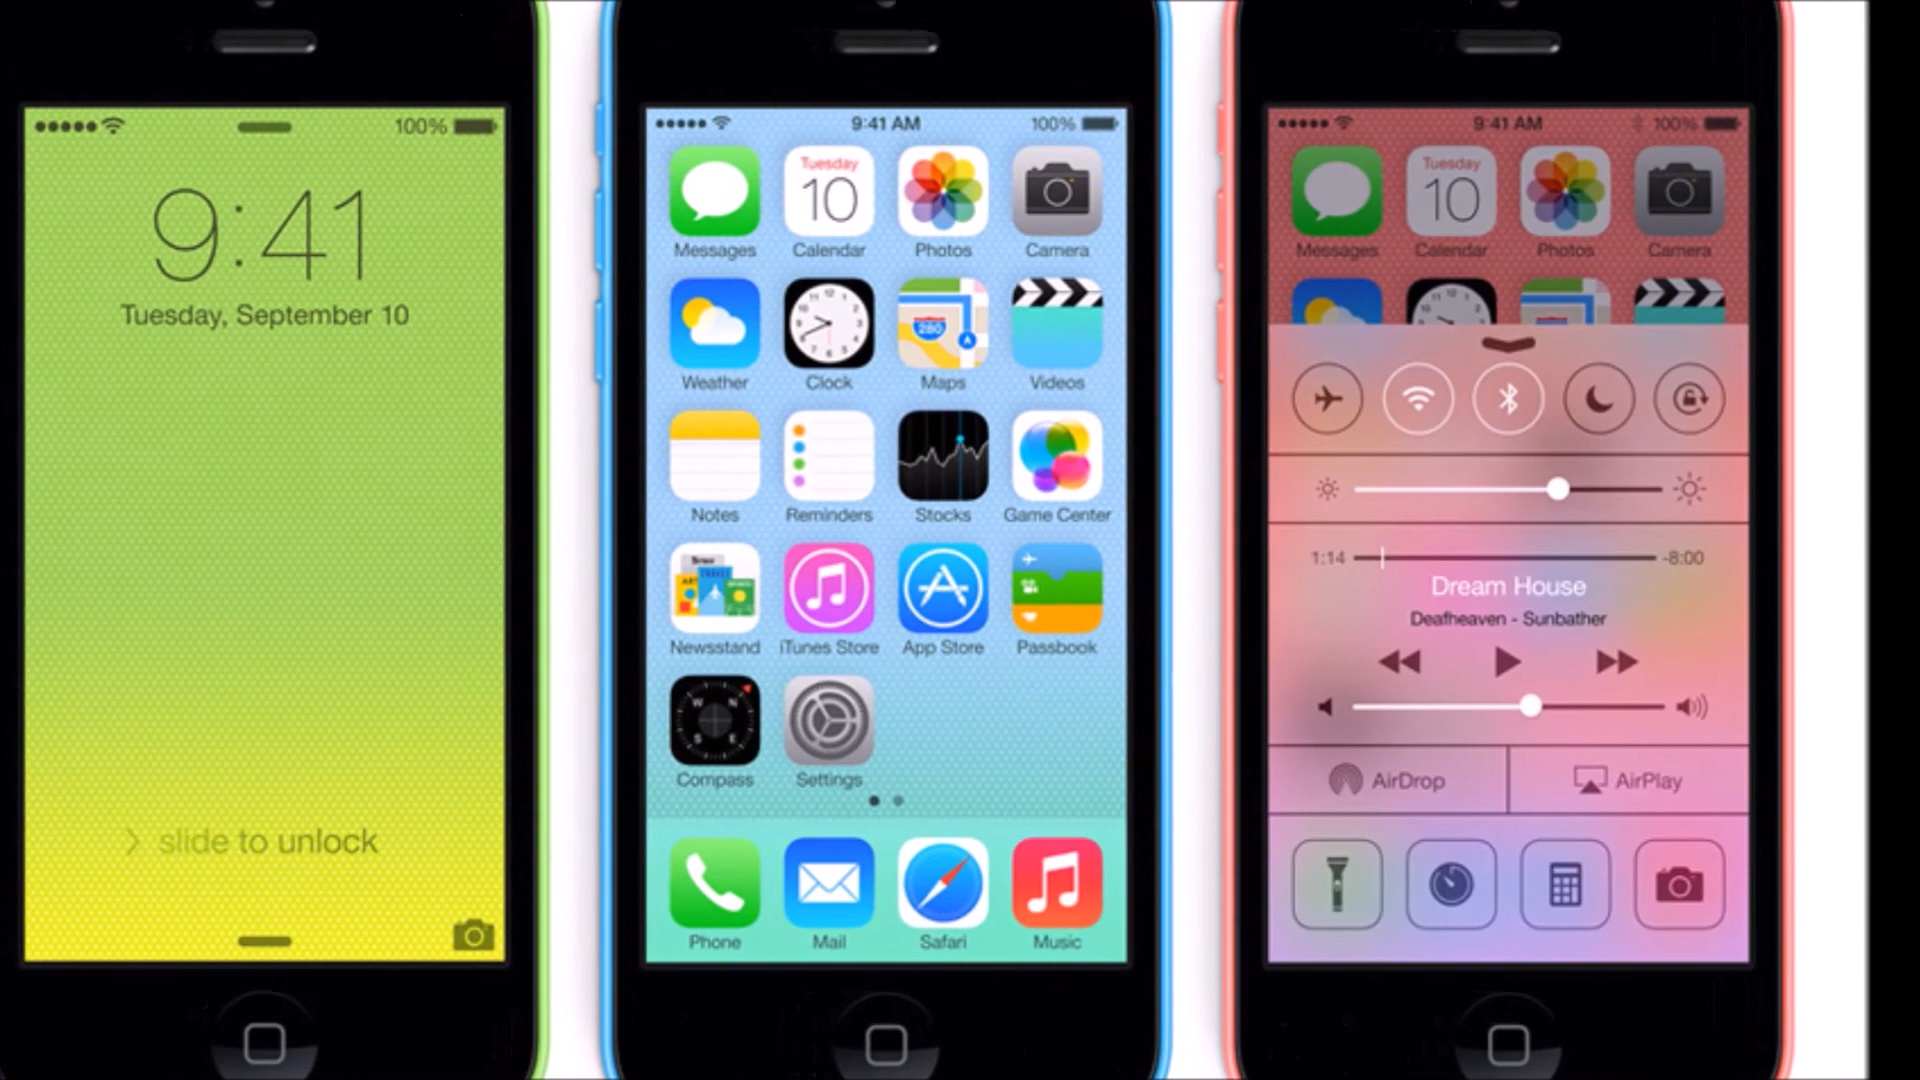 100%
9:41
Tuesday, September 10
slide to unlock
9:41 AM
100%
Tuesday
10
Messages
Calendar
Photos
Camera
280
Weather
Clock
Maps
Videos
Notes
Reminders
Stocks
Game Center
Newsstand
iTunes Store
App Store
Passbook
W N
S E
Compass
Settings
Phone
Mail
Safari
Music
9:41 AM
100%
Tuesday
10
Messages
Calendar
Photos
Camera
1:14
-8:00
Dream House
Deafheaven - Sunbather
AirDrop
AirPlay